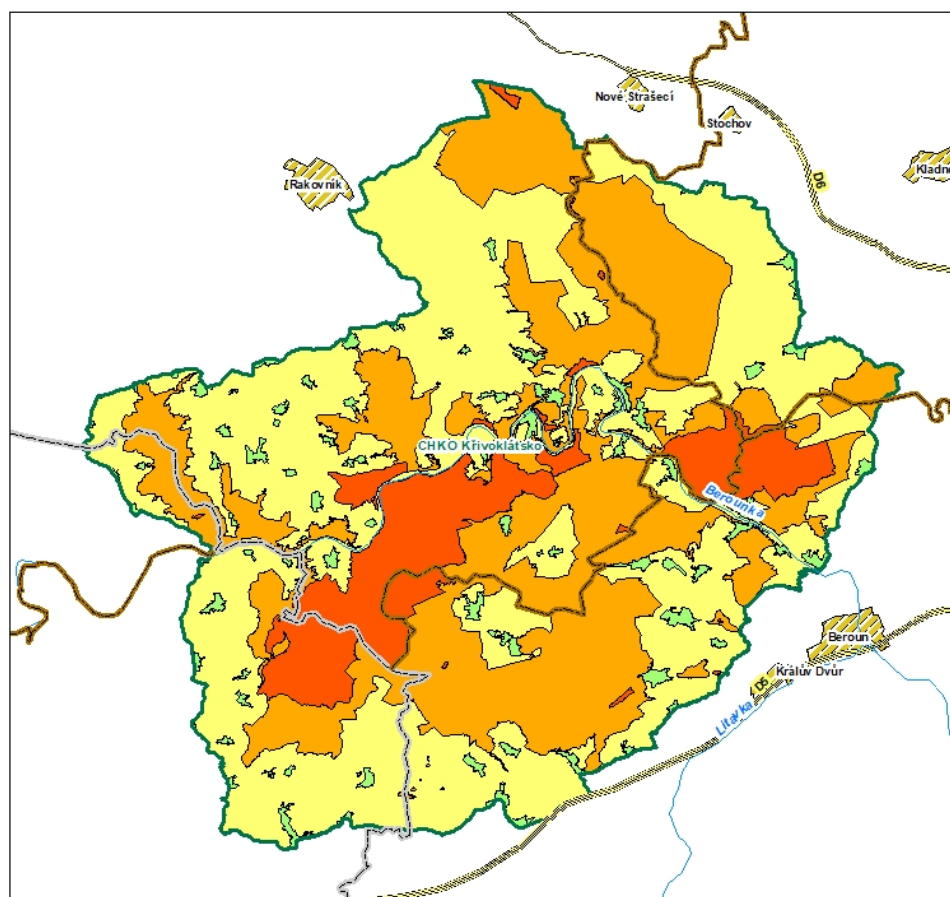 Nové Strašecí
Stochov
Kladno
Rakovník
D6
CHKO Křivoklátsko
Berounka
Beroun
Králův Dvůr
D5
Litavka